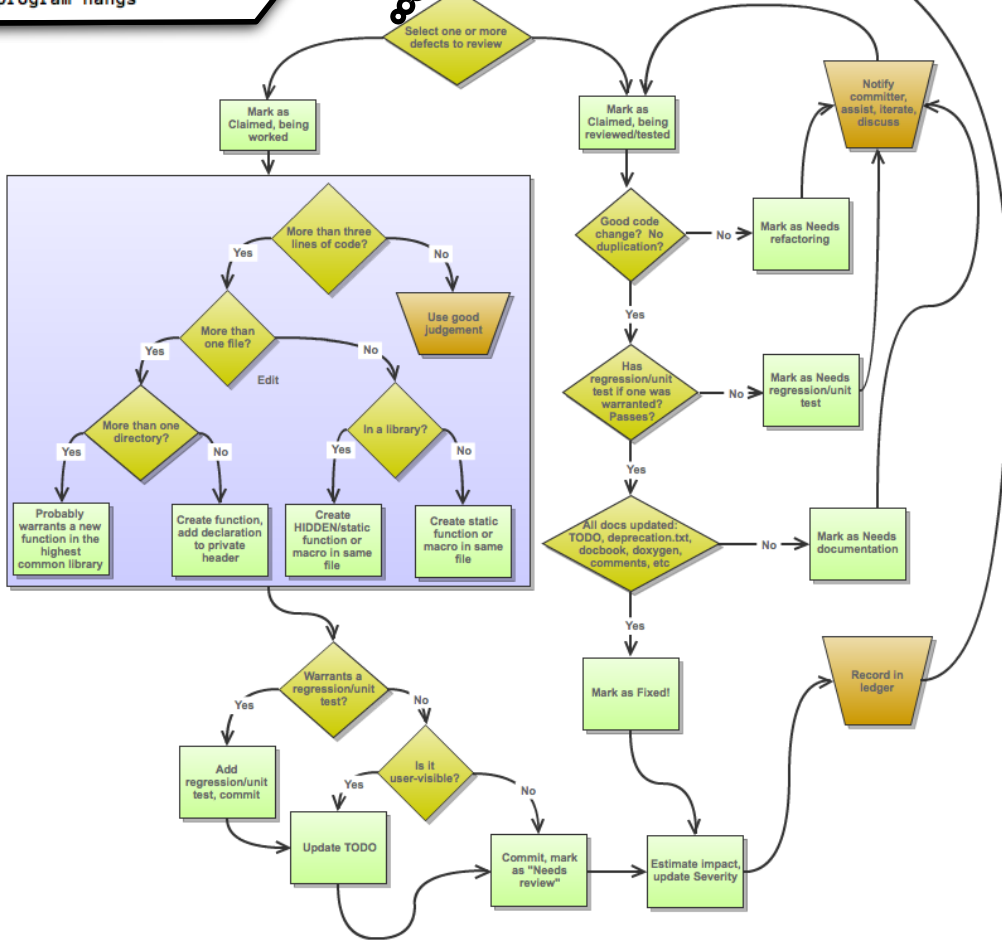 program hangs
Select one or more
defects to review
Mark as
Claimed, being
worked
Mark as
Claimed, being
reviewed/tested
Notify
committer,
assist, iterate,
discuss
More than three
lines of code?
Yes
No
Use good
judgement
More than
one file?
Yes
No
Edit
More than one
directory?
Yes
No
In a library?
Yes
No
Probably
warrants a new
function in the
highest
common library
Create function,
add declaration
to private
header
Create
HIDDEN/static
function or
macro in same
file
Create static
function or
macro in same
file
Good code
change? No
duplication?
No
Mark as Needs
refactoring
Yes
Has
regression/unit
test if one was
warranted?
Passes?
No
Mark as Needs
regression/unit
test
Yes
All docs updated:
TODO, deprecation.txt,
docbook, doxygen,
comments, etc
No
Mark as Needs
documentation
Yes
Mark as Fixed!
Record in
ledger
Warrants a
regression/unit
test?
Yes
No
Add
regression/unit
test, commit
Is it
user-visible?
Yes
No
Update TODO
Commit, mark
as "Needs
review"
Estimate impact,
update Severity